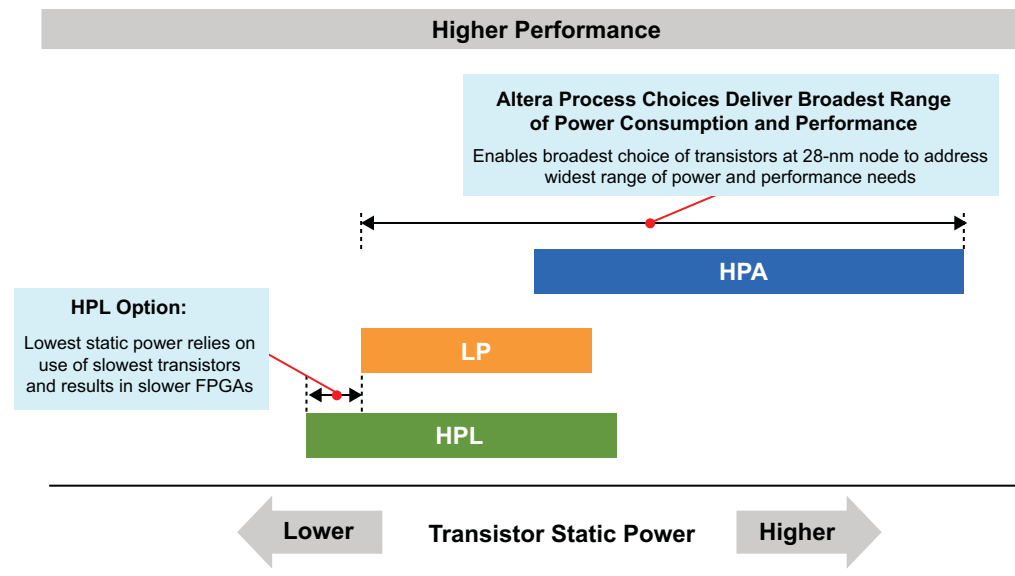 Higher Performance
Altera Process Choices Deliver Broadest Range
of Power Consumption and Performance
Enables broadest choice of transistors at 28-nm node to address
widest range of power and performance needs
HPA
HPL Option:
Lowest static power relies on
use of slowest transistors
and results in slower FPGAs
LP
HPL
Lower
Transistor Static Power
Higher